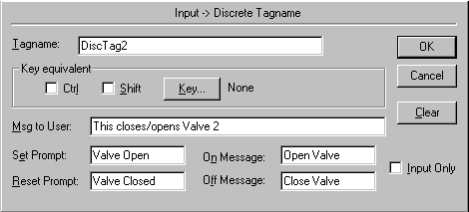 Input -> Discrete Tagname
Tagname: DiscTag2 OK
Key equivalent
Ctrl Shift Key... None Cancel
Clear
Msg to User: This closes/opens Valve 2
Set Prompt: Valve Open On Message: Open Valve
Input Only
Reset Prompt: Valve Closed Off Message: Close Valve